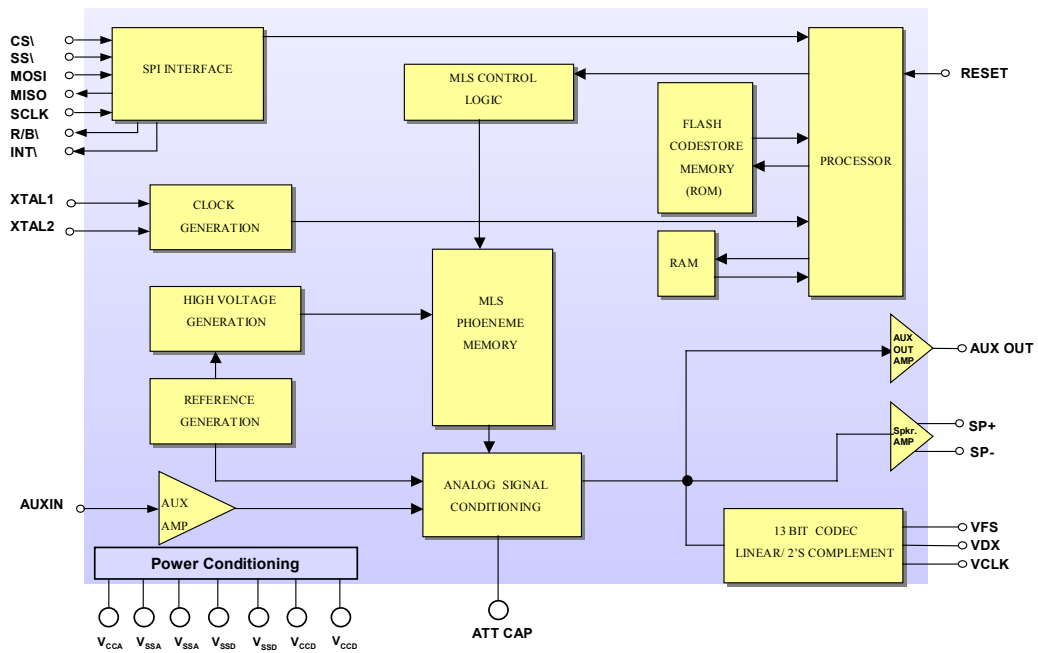 CS\
SS\
MOSI
MISO
SCLK
R/B\
INT\
SPI INTERFACE
MLS CONTROL
LOGIC
FLASH
CODESTORE
MEMORY
(ROM)
PROCESSOR
RESET
XTAL1
XTAL2
CLOCK
GENERATION
RAM
HIGH VOLTAGE
GENERATION
MLS
PHOENEME
MEMORY
REFERENCE
GENERATION
AUX
OUT
AMP
AUX OUT
Spkr.
AMP
SP+
SP-
AUXIN
AUX
AMP
ANALOG SIGNAL
CONDITIONING
13 BIT CODEC
LINEAR/ 2'S COMPLEMENT
VFS
VDX
VCLK
Power Conditioning
VCCA VSSA VSSA VSSD VSSD VCCD VCCD
ATT CAP